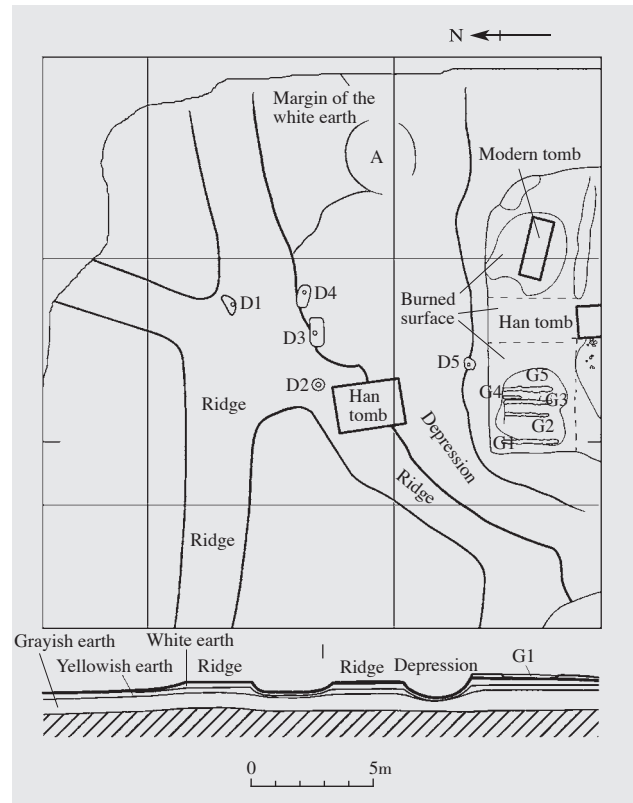 N
Margin of the
white earth
A
Modern tomb
D1
D4
Burned
surface
Han tomb
D3
D5
D2
Han
tomb
G5
G4
G3
G2
G1
Ridge
Depression
Ridge
Ridge
Grayish earth
White earth
Yellowish earth
Ridge
Ridge
Depression
G1
0
5m